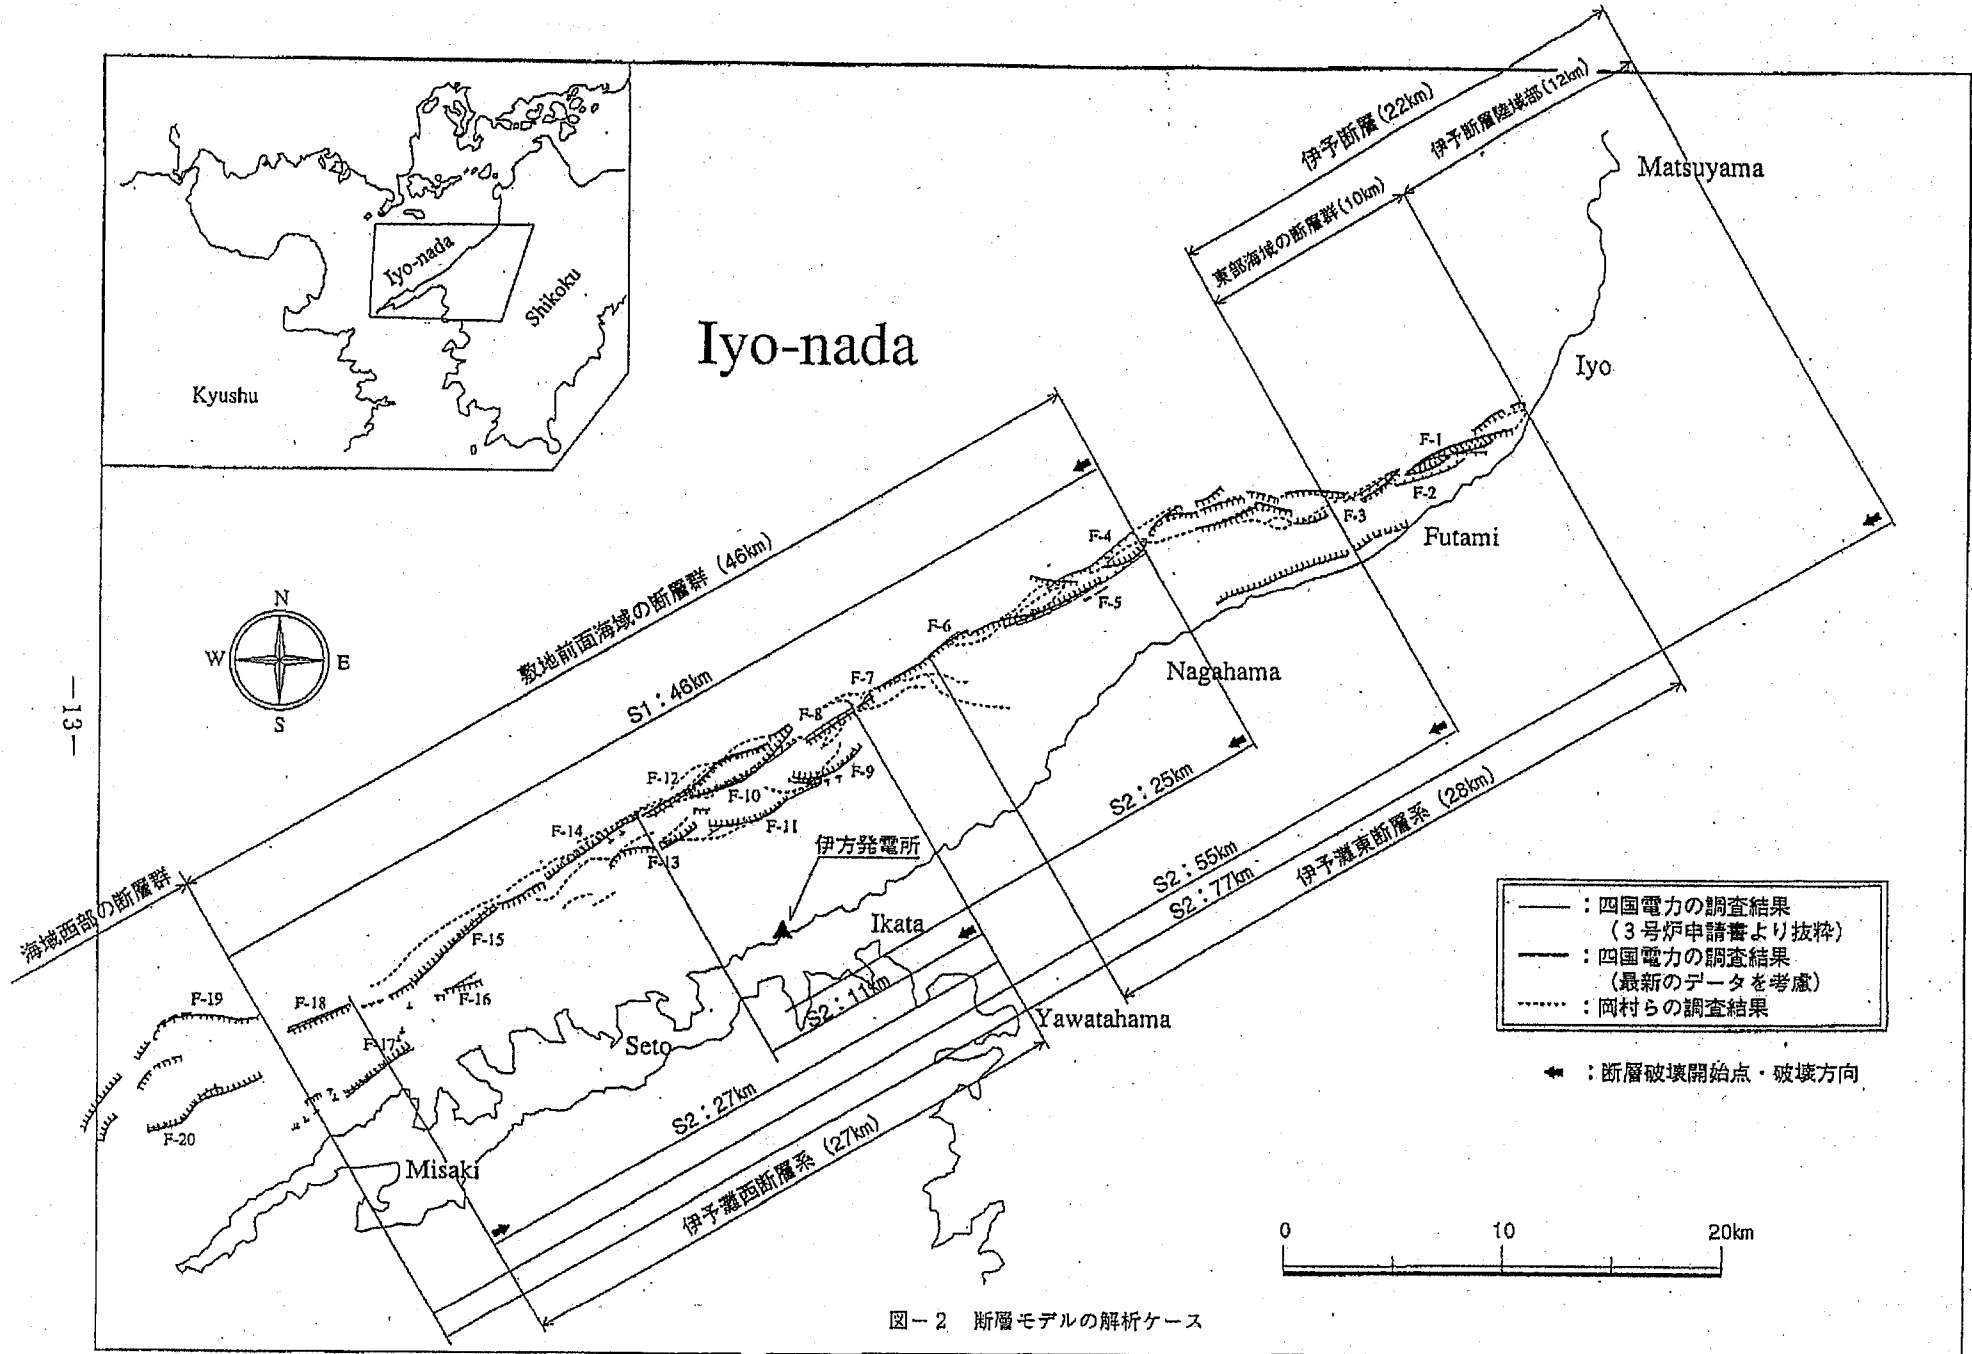 Iyo-nada
Shikoku
Kyushu
Iyo-nada
伊予断層(22km)
伊予断層陸域部(12km)
東部海域の断層群(10km)
Matsuyama
Iyo
Futami
Nagahama
F-1
F-2
F-3
F-4
F-5
F-6
F-7
F-8
F-9
F-10
F-11
F-12
F-13
F-14
F-15
F-16
F-17
F-18
F-19
F-20
敷地前面海域の断層群(46km)
S1:46km
海域西部の断層群
N
W
E
S
-13-
伊方発電所
Ikata
Yawatahama
Seto
Misaki
S2:25km
S2:55km
S2:77km
伊予灘東断層系(28km)
S2:11km
S2:27km
伊予灘西断層系(27km)
:四国電力の調査結果
(3号炉申請書より抜粋)
:四国電力の調査結果
(最新のデータを考慮)
:岡村らの調査結果
:断層破壊開始点・破壊方向
0 10 20km
図-2 断層モデルの解析ケース